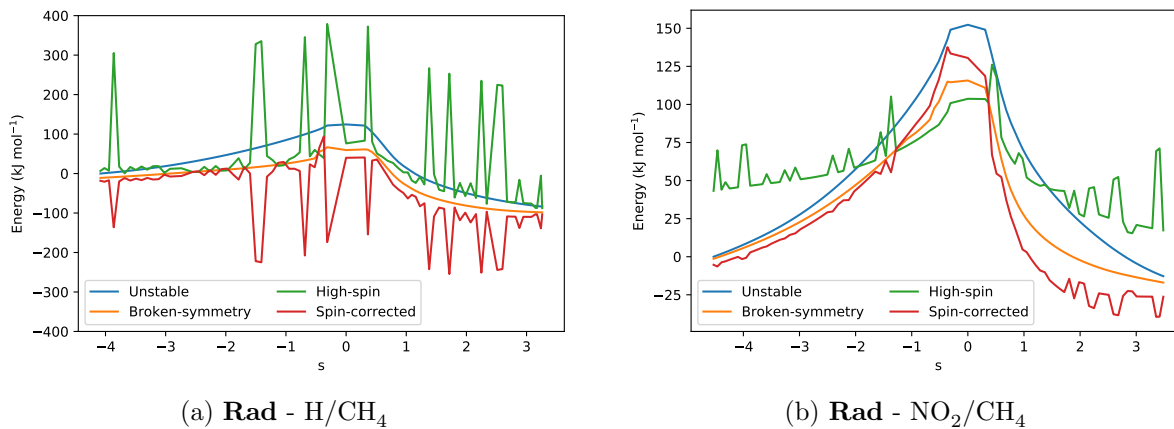 400
300
200
100
0
−100
−200
−300
−400
Energy (kJ mol⁻¹)
Unstable
Broken-symmetry
High-spin
Spin-corrected
−4 −3 −2 −1 0 1 2 3
s
(a) Rad - H/CH₄
150
125
100
75
50
25
0
−25
Energy (kJ mol⁻¹)
Unstable
Broken-symmetry
High-spin
Spin-corrected
−4 −3 −2 −1 0 1 2 3
s
(b) Rad - NO₂/CH₄